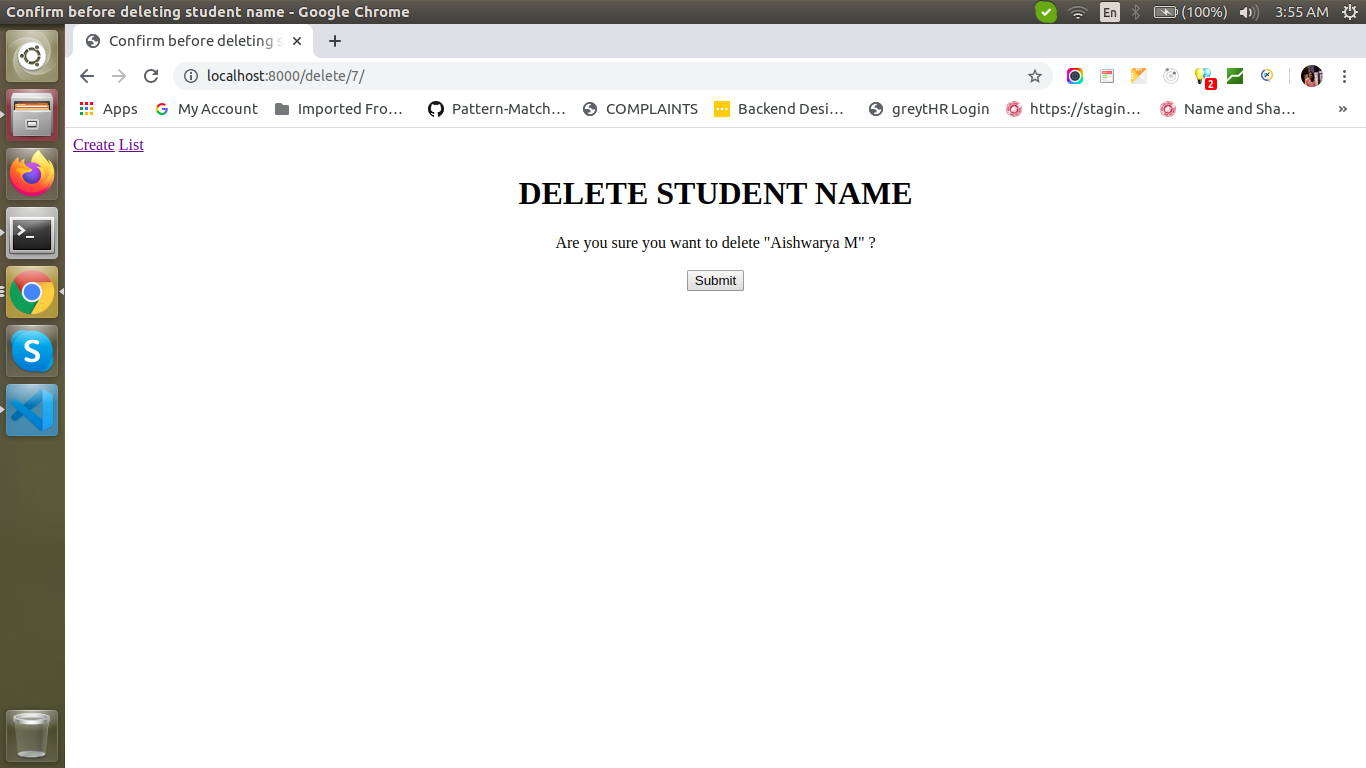 Confirm before deleting student name - Google Chrome
En
(100%)
3:55 AM
Confirm before deleting s
localhost:8000/delete/7/
2
Apps
My Account
Imported Fro…
Pattern-Match…
COMPLAINTS
Backend Desi…
greytHR Login
https://stagin…
Name and Sha…
»
Create List
DELETE STUDENT NAME
Are you sure you want to delete "Aishwarya M" ?
Submit